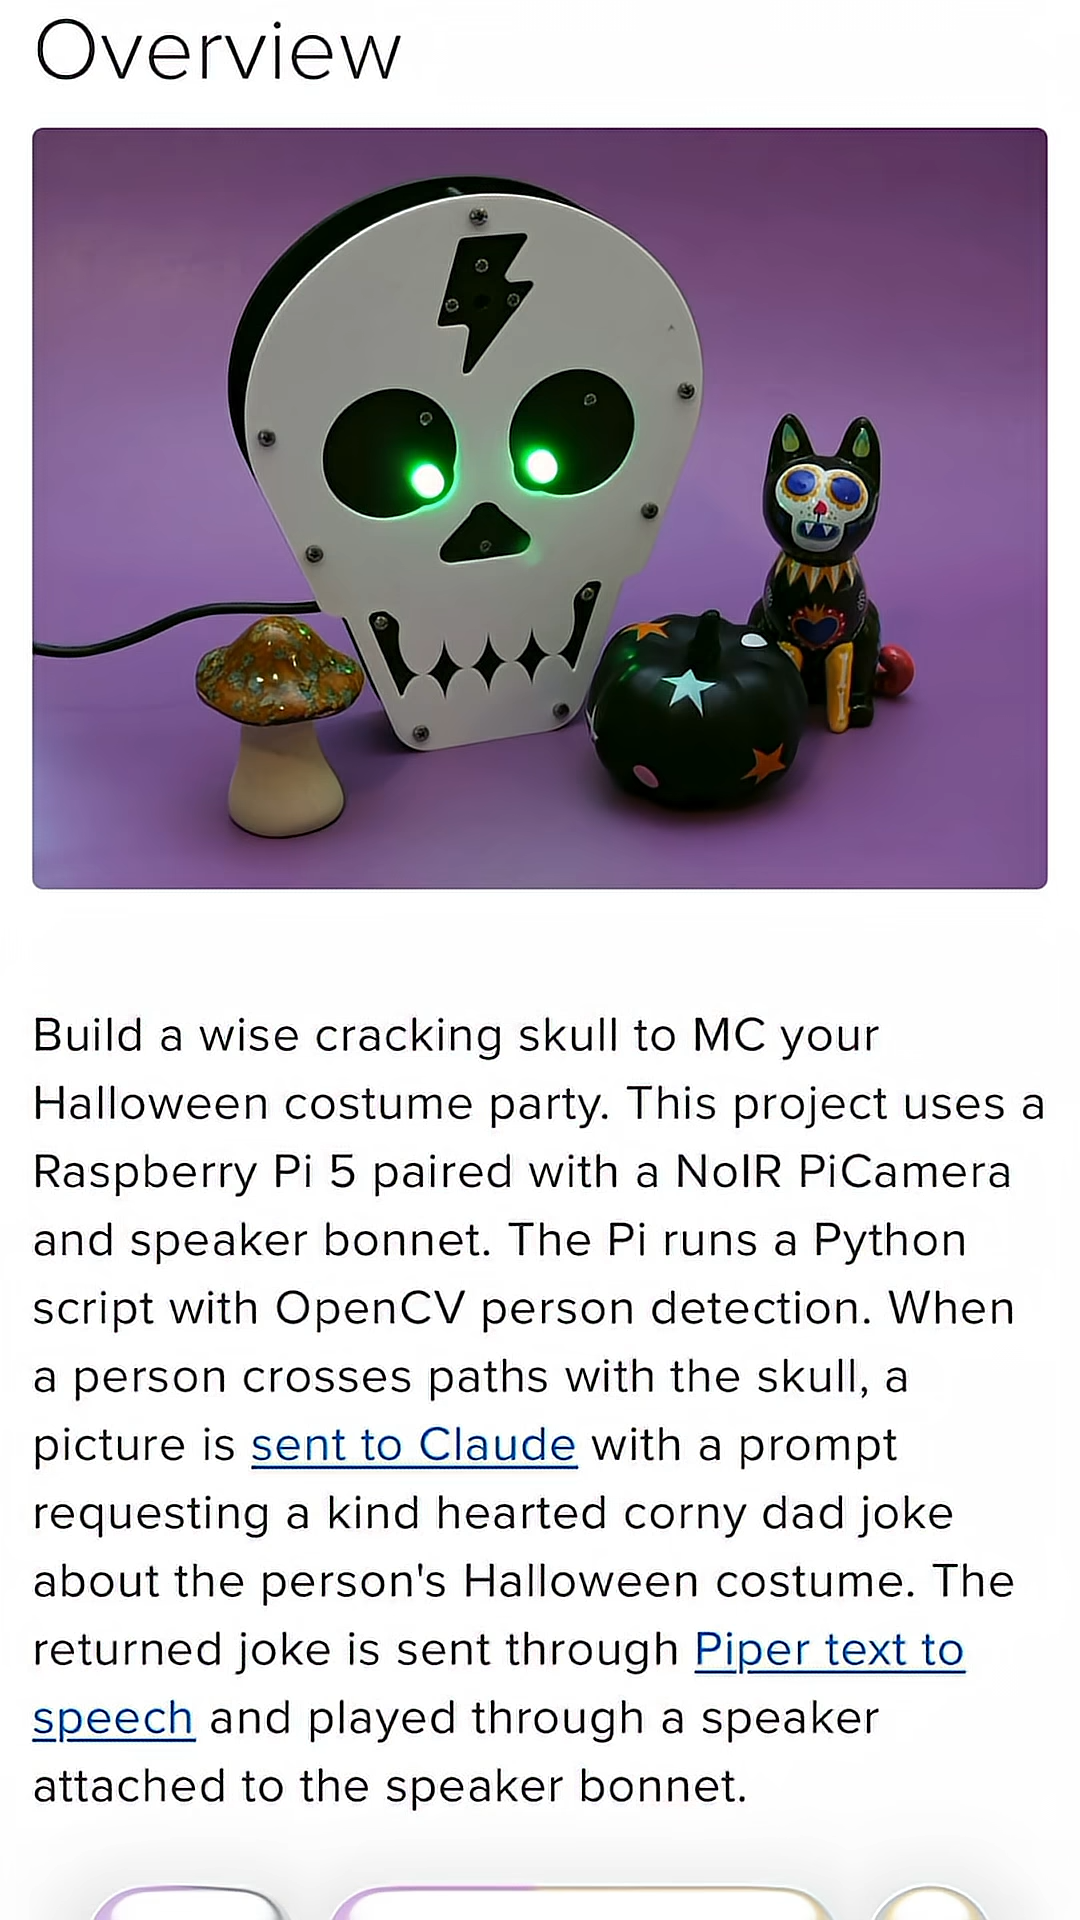 Overview
Build a wise cracking skull to MC your
Halloween costume party. This project uses a
Raspberry Pi 5 paired with a NoIR PiCamera
and speaker bonnet. The Pi runs a Python
script with OpenCV person detection. When
a person crosses paths with the skull, a
picture is sent to Claude with a prompt
requesting a kind hearted corny dad joke
about the person's Halloween costume. The
returned joke is sent through Piper text to
speech and played through a speaker
attached to the speaker bonnet.